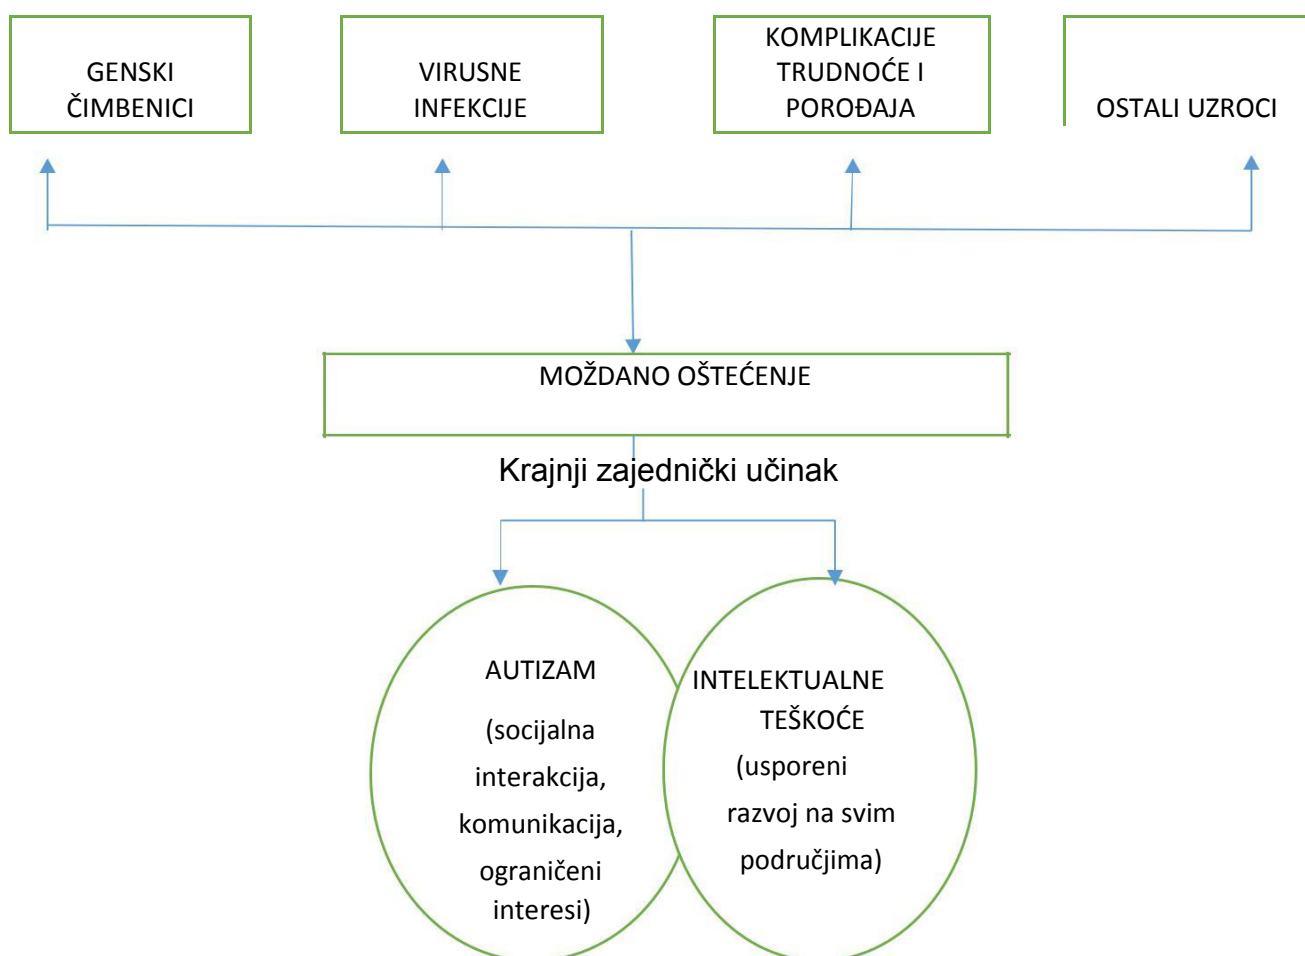 GENSKI
ČIMBENICI
VIRUSNE
INFEKCIJE
KOMPLIKACIJE
TRUDNOĆE I
POROĐAJA
OSTALI UZROCI
MOŽDANO OŠTEĆENJE
Krajnji zajednički učinak
AUTIZAM
(socijalna
interakcija,
komunikacija,
ograničeni
interesi)
INTELEKTUALNE
TEŠKOĆE
(usporeni
razvoj na svim
područjima)